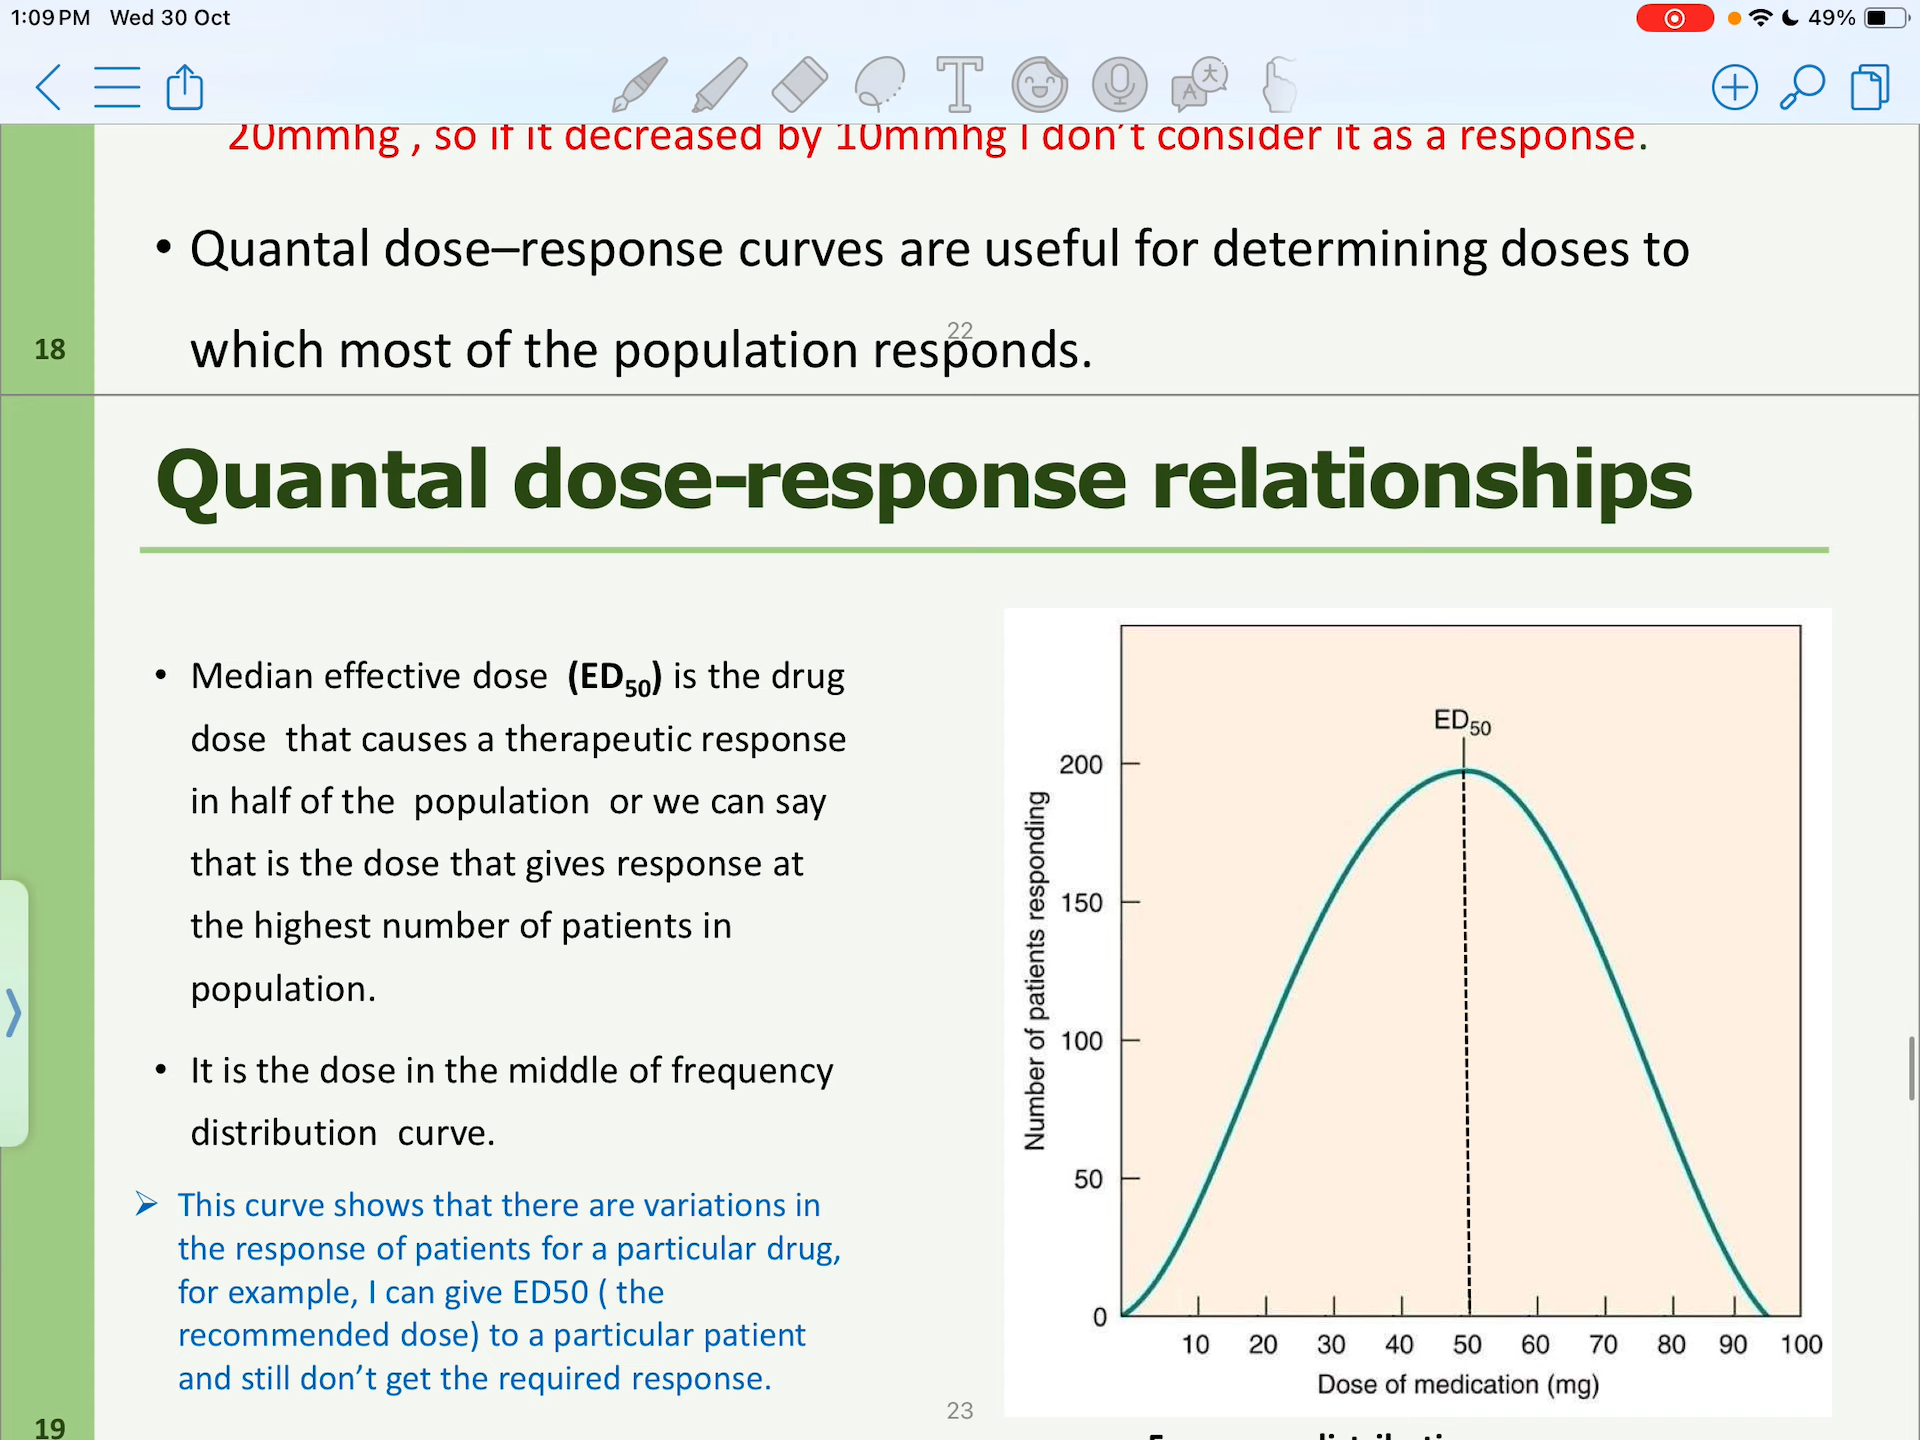 1:09 PM Wed 30 Oct
49%
20mmhg , so if it decreased by 10mmhg I don't consider it as a response.
• Quantal dose–response curves are useful for determining doses to
which most of the population responds.
22
18
Quantal dose-response relationships
• Median effective dose (ED50) is the drug
dose that causes a therapeutic response
in half of the population or we can say
that is the dose that gives response at
the highest number of patients in
population.
• It is the dose in the middle of frequency
distribution curve.
➢ This curve shows that there are variations in
the response of patients for a particular drug,
for example, I can give ED50 ( the
recommended dose) to a particular patient
and still don't get the required response.
ED50
200
150
100
50
0
Number of patients responding
10 20 30 40 50 60 70 80 90 100
Dose of medication (mg)
23
19